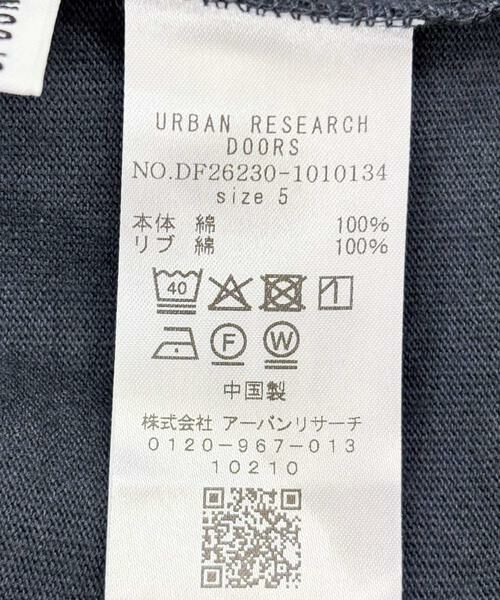 URBAN RESEARCH
DOORS
NO.DF26230-1010134
size 5
本体 綿 100%
リブ 綿 100%
40
F W
中国製
株式会社 アーバンリサーチ
0120-967-013
10210